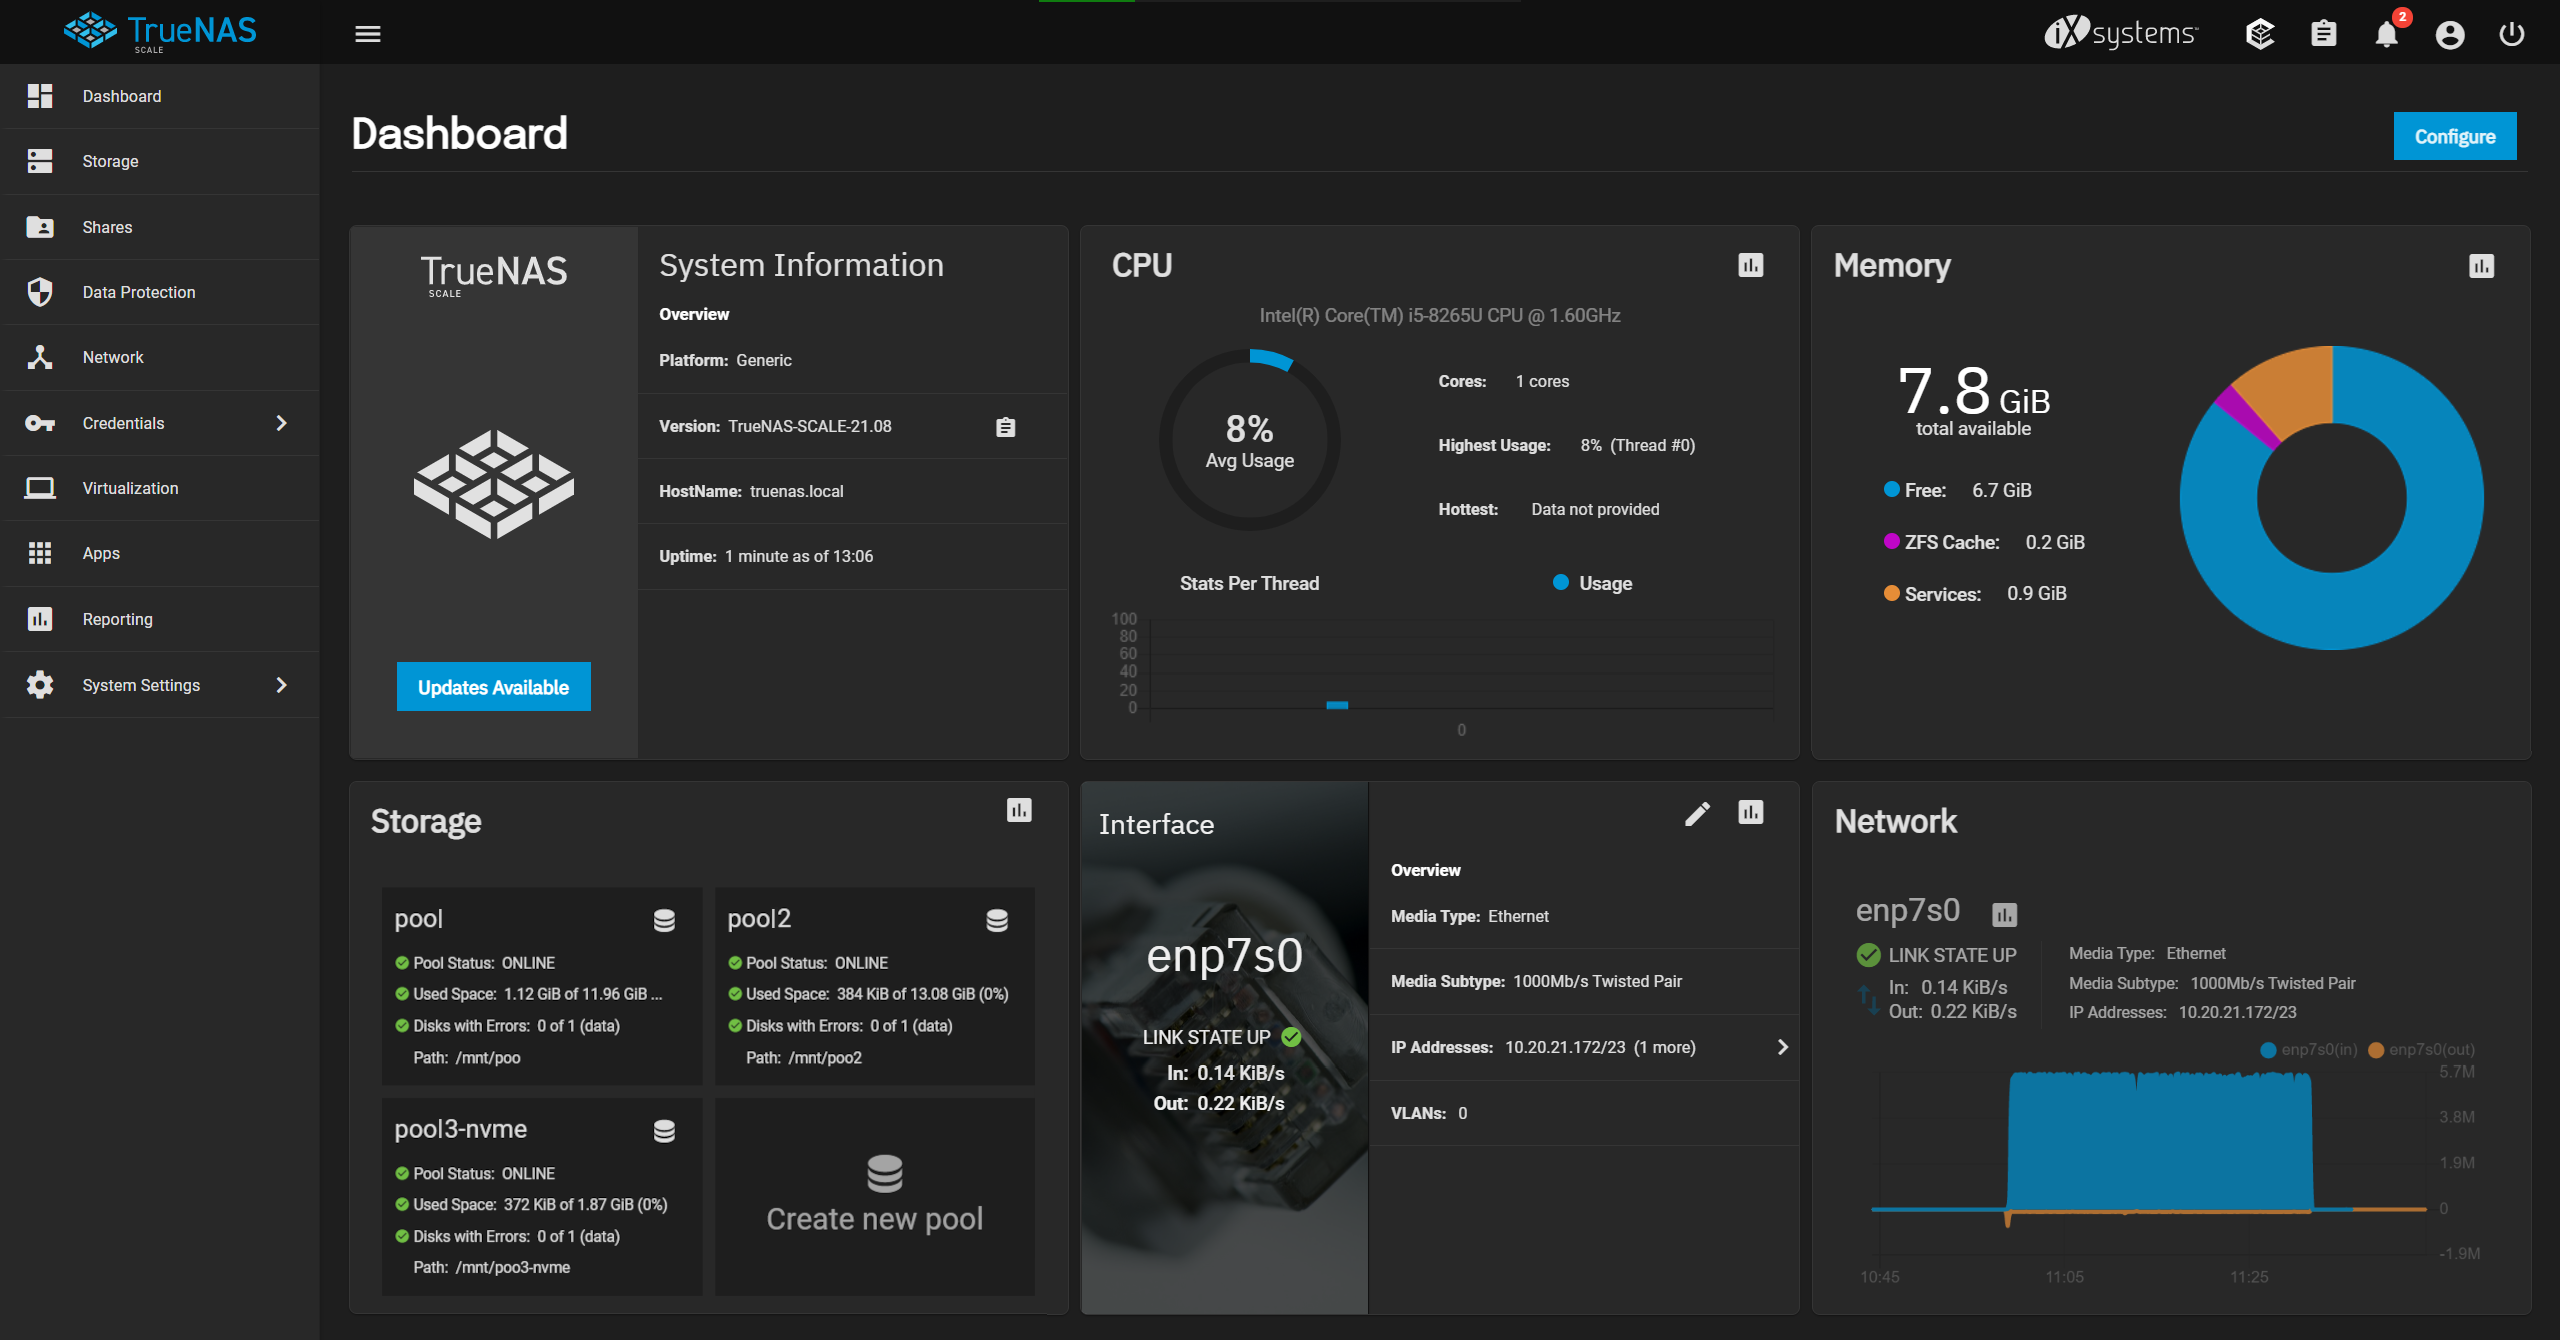 TrueNAS
SCALE
iXsystems
2
Dashboard
Storage
Shares
Data Protection
Network
Credentials
Virtualization
Apps
Reporting
System Settings
Dashboard
Configure
TrueNAS
SCALE
Updates Available
System Information
Overview
Platform: Generic
Version: TrueNAS-SCALE-21.08
HostName: truenas.local
Uptime: 1 minute as of 13:06
CPU
Intel(R) Core(TM) i5-8265U CPU @ 1.60GHz
8%
Avg Usage
Cores: 1 cores
Highest Usage: 8% (Thread #0)
Hottest: Data not provided
Stats Per Thread
Usage
100
80
60
40
20
0
0
Memory
7.8 GiB
total available
Free: 6.7 GiB
ZFS Cache: 0.2 GiB
Services: 0.9 GiB
Storage
pool
Pool Status: ONLINE
Used Space: 1.12 GiB of 11.96 GiB ...
Disks with Errors: 0 of 1 (data)
Path: /mnt/poo
pool2
Pool Status: ONLINE
Used Space: 384 KiB of 13.08 GiB (0%)
Disks with Errors: 0 of 1 (data)
Path: /mnt/poo2
pool3-nvme
Pool Status: ONLINE
Used Space: 372 KiB of 1.87 GiB (0%)
Disks with Errors: 0 of 1 (data)
Path: /mnt/poo3-nvme
Create new pool
Interface
enp7s0
LINK STATE UP
In: 0.14 KiB/s
Out: 0.22 KiB/s
Overview
Media Type: Ethernet
Media Subtype: 1000Mb/s Twisted Pair
IP Addresses: 10.20.21.172/23 (1 more)
VLANs: 0
Network
enp7s0
LINK STATE UP
In: 0.14 KiB/s
Out: 0.22 KiB/s
Media Type: Ethernet
Media Subtype: 1000Mb/s Twisted Pair
IP Addresses: 10.20.21.172/23
enp7s0(in) enp7s0(out)
5.7M
3.8M
1.9M
0
-1.9M
10:45 11:05 11:25